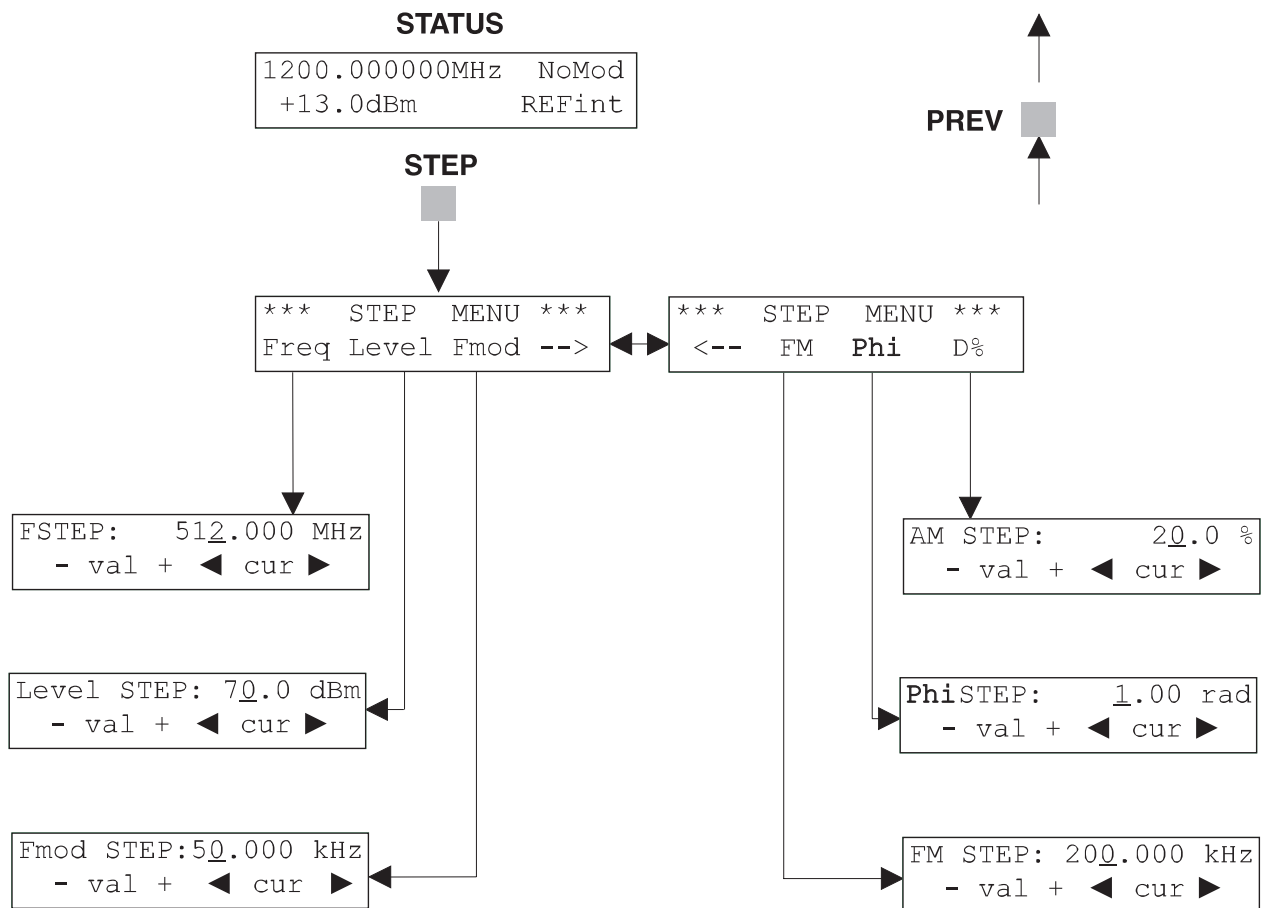 STATUS
1200.000000MHz NoMod
+13.0dBm REFint
PREV
STEP
*** STEP MENU ***
Freq Level Fmod -->
*** STEP MENU ***
<-- FM Phi D%
FSTEP: 512.000 MHz
- val + ◀ cur ▶
AM STEP: 20.0 %
- val + ◀ cur ▶
Level STEP: 70.0 dBm
- val + ◀ cur ▶
PhiSTEP: 1.00 rad
- val + ◀ cur ▶
Fmod STEP:50.000 kHz
- val + ◀ cur ▶
FM STEP: 200.000 kHz
- val + ◀ cur ▶